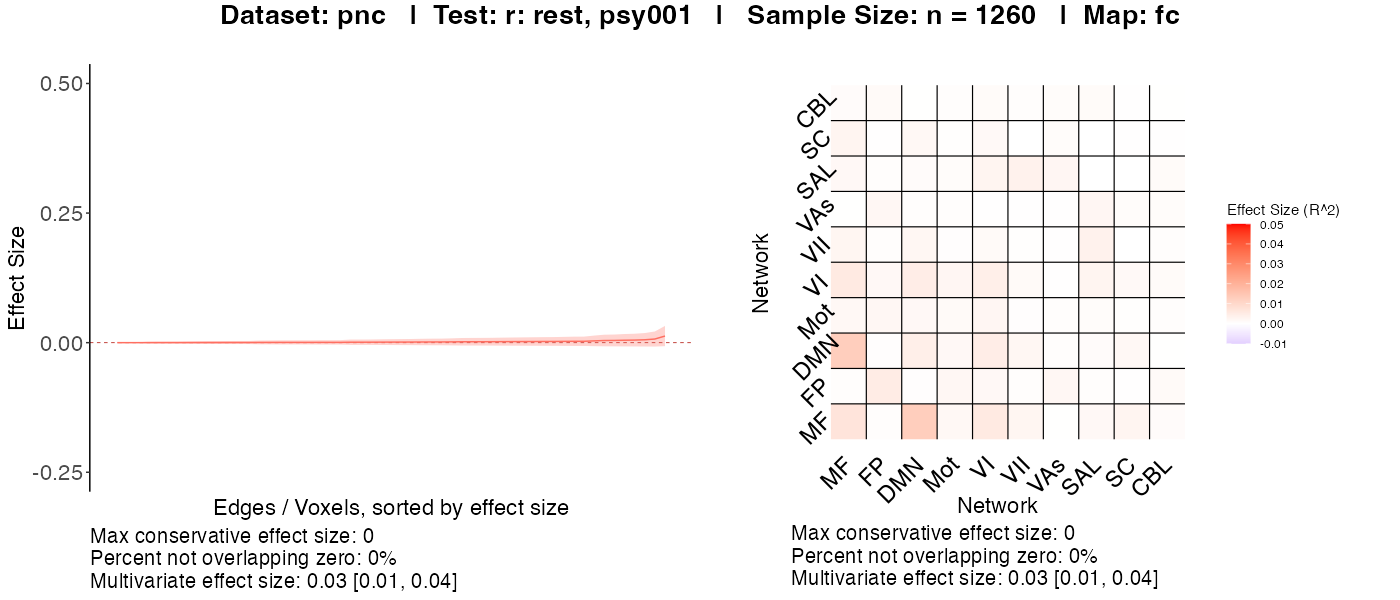 Dataset: pnc | Test: r: rest, psy001 | Sample Size: n = 1260 | Map: fc
0.50
0.25
0.00
-0.25
Effect Size
Edges / Voxels, sorted by effect size
Max conservative effect size: 0
Percent not overlapping zero: 0%
Multivariate effect size: 0.03 [0.01, 0.04]
Network
CBL
SC
SAL
VAs
VII
VI
Mot
DMN
FP
MF
MF
FP
DMN
Mot
VI
VII
VAs
SAL
SC
CBL
Network
Max conservative effect size: 0
Percent not overlapping zero: 0%
Multivariate effect size: 0.03 [0.01, 0.04]
Effect Size (R^2)
0.05
0.04
0.03
0.02
0.01
0.00
-0.01